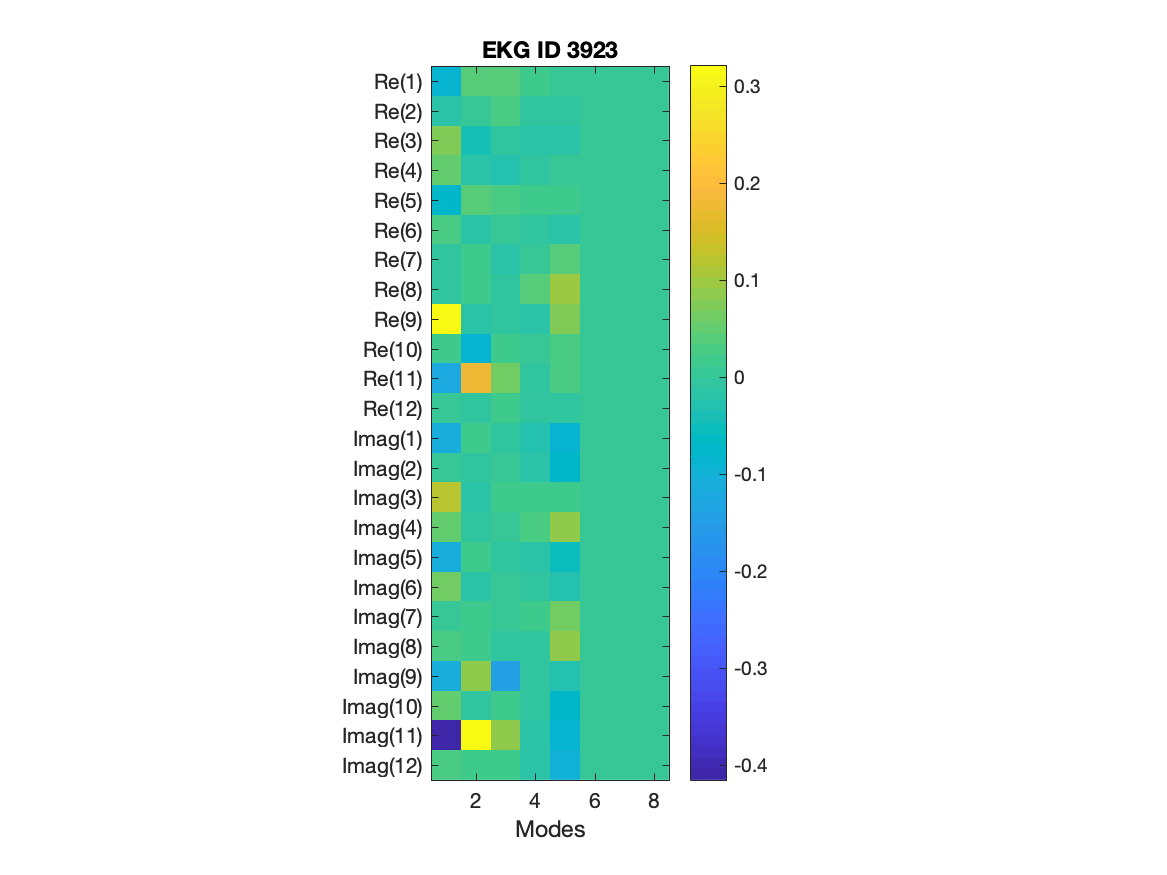 EKG ID 3923
Re(1)
Re(2)
Re(3)
Re(4)
Re(5)
Re(6)
Re(7)
Re(8)
Re(9)
Re(10)
Re(11)
Re(12)
Imag(1)
Imag(2)
Imag(3)
Imag(4)
Imag(5)
Imag(6)
Imag(7)
Imag(8)
Imag(9)
Imag(10)
Imag(11)
Imag(12)
2 4 6 8
Modes
0.3
0.2
0.1
0
-0.1
-0.2
-0.3
-0.4